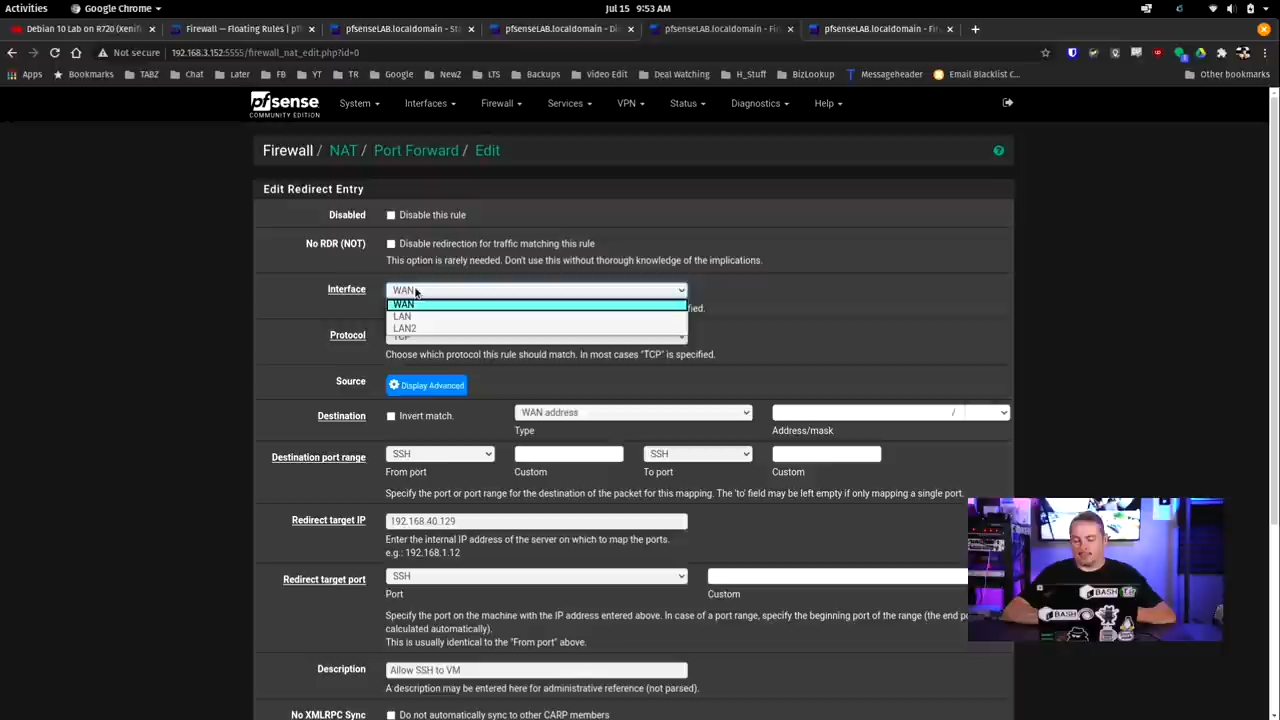 Activities
Google Chrome
Jul 15 9:53 AM
Debian 10 Lab on R720 (Xenif
Firewall — Floating Rules | p
pfsenseLAB.localdomain - Sta
pfsenseLAB.localdomain - Di
pfsenseLAB.localdomain - Fi
pfsenseLAB.localdomain - Fi
Not secure
192.168.3.152:5555/firewall_nat_edit.php?id=0
Apps
Bookmarks
TABZ
Chat
Later
FB
YT
TR
Google
NewZ
LTS
Backups
Video Edit
Deal Watching
H_Stuff
BizLookup
Messageheader
Email Blacklist C...
Other bookmarks
pfsense
COMMUNITY EDITION
System
Interfaces
Firewall
Services
VPN
Status
Diagnostics
Help
Firewall / NAT / Port Forward / Edit
Edit Redirect Entry
Disabled
Disable this rule
No RDR (NOT)
Disable redirection for traffic matching this rule
This option is rarely needed. Don't use this without thorough knowledge of the implications.
Interface
WAN
WAN
LAN
LAN2
Protocol
TCP
Choose which protocol this rule should match. In most cases "TCP" is specified.
Source
Display Advanced
Destination
Invert match.
WAN address
/
Type
Address/mask
Destination port range
SSH
SSH
From port
Custom
To port
Custom
Specify the port or port range for the destination of the packet for this mapping. The 'to' field may be left empty if only mapping a single port.
Redirect target IP
192.168.40.129
Enter the internal IP address of the server on which to map the ports.
e.g.: 192.168.1.12
Redirect target port
SSH
Port
Custom
Specify the port on the machine with the IP address entered above. In case of a port range, specify the beginning port of the range (the end po
calculated automatically).
This is usually identical to the "From port" above.
BASH
BASH
Description
Allow SSH to VM
A description may be entered here for administrative reference (not parsed).
No XMLRPC Sync
Do not automatically sync to other CARP members